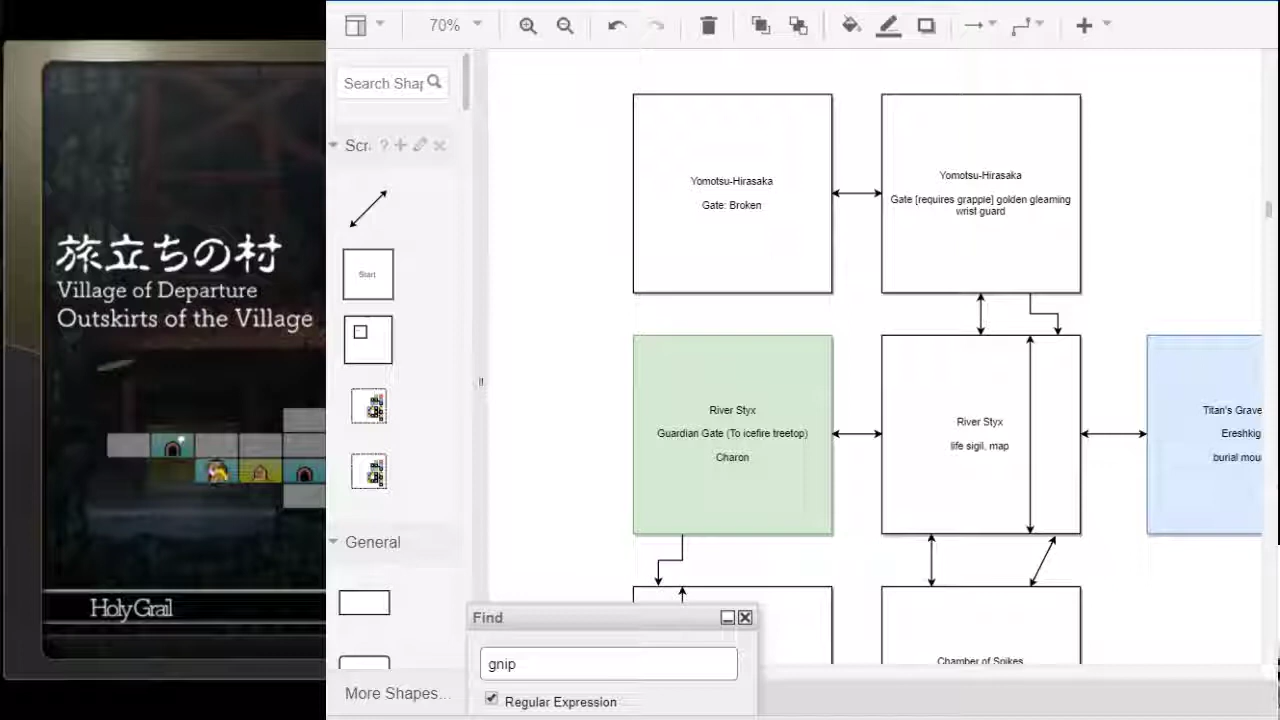 旅立ちの村
Village of Departure
Outskirts of the Village
Holy Grail
70%
Search Shap
Scr.
?
Start
General
More Shapes...
Yomotsu-Hirasaka
Gate: Broken
Yomotsu-Hirasaka
Gate [requires grapple] golden gleaming
wrist guard
River Styx
Guardian Gate (To icefire treetop)
Charon
River Styx
life sigil, map
Titan's Grave
Ereshkig
burial mou
Chamber of Spikes
Find
gnip
Regular Expression